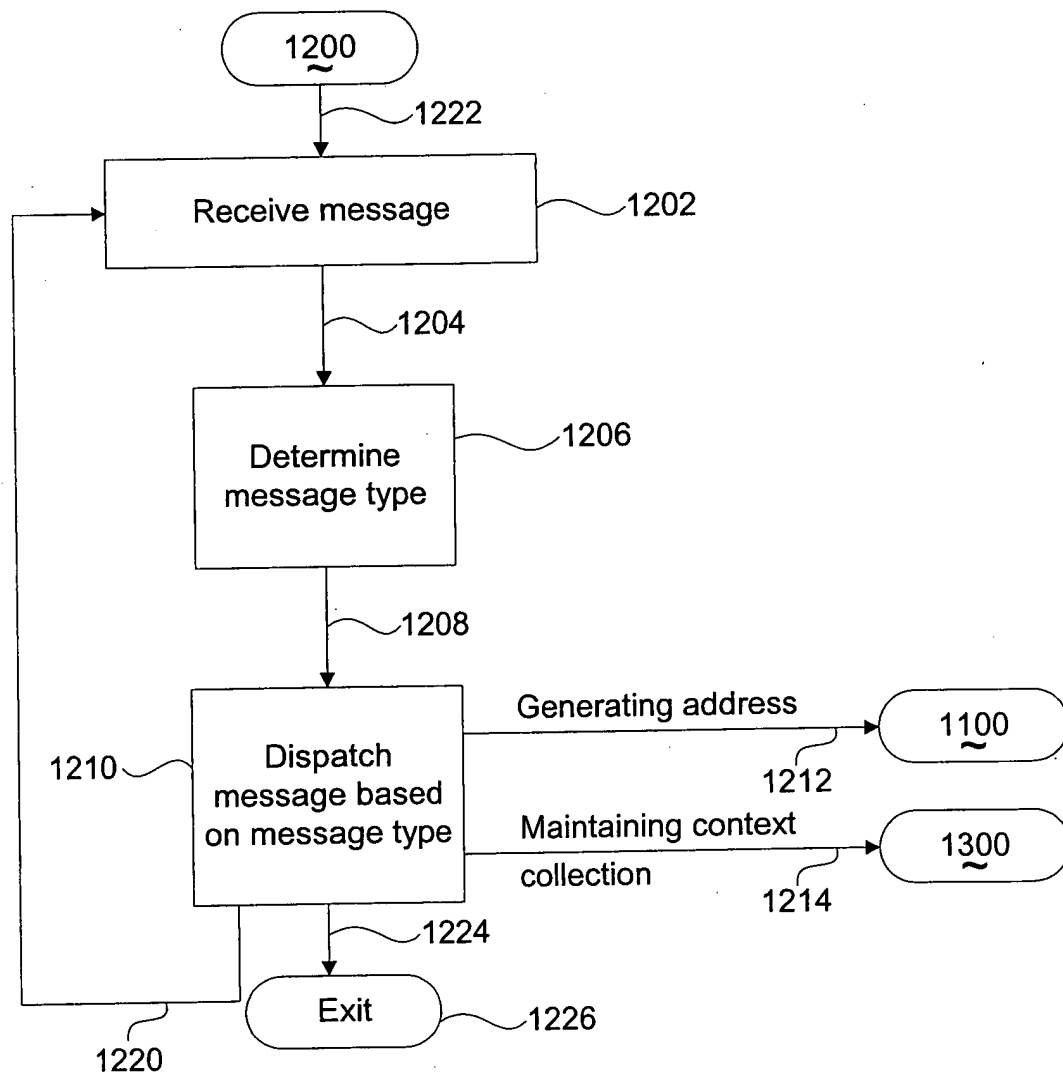 1200
1222
Receive message
1202
1204
Determine
message type
1206
1208
Generating address
1100
1212
1210
Dispatch
message based
on message type
Maintaining context
collection
1300
1214
1224
Exit
1226
1220